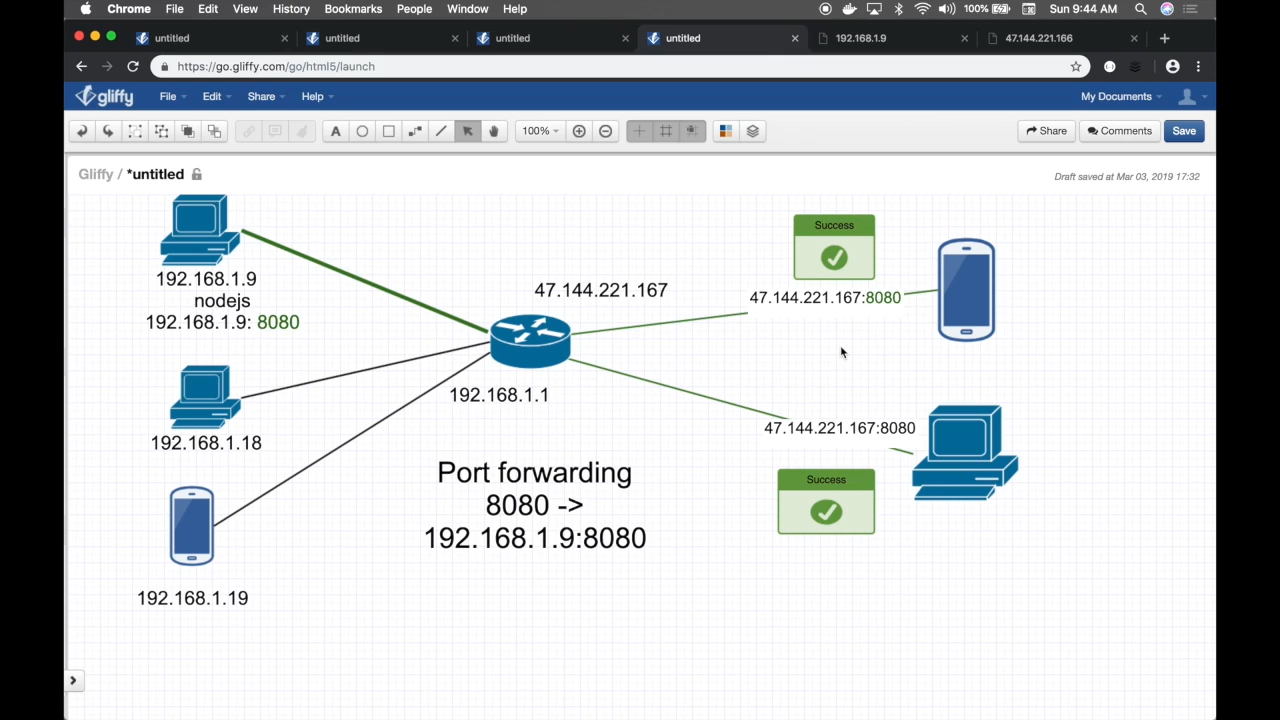 Chrome File Edit View History Bookmarks People Window Help 100% Sun 9:44 AM
untitled untitled untitled untitled 192.168.1.9 47.144.221.166
https://go.gliffy.com/go/html5/launch
gliffy File Edit Share Help My Documents
A 100% Share Comments Save
Gliffy / *untitled Draft saved at Mar 03, 2019 17:32
Success
192.168.1.9
nodejs
192.168.1.9: 8080
47.144.221.167
47.144.221.167:8080
192.168.1.1
192.168.1.18
47.144.221.167:8080
Port forwarding
8080 ->
192.168.1.9:8080
Success
192.168.1.19